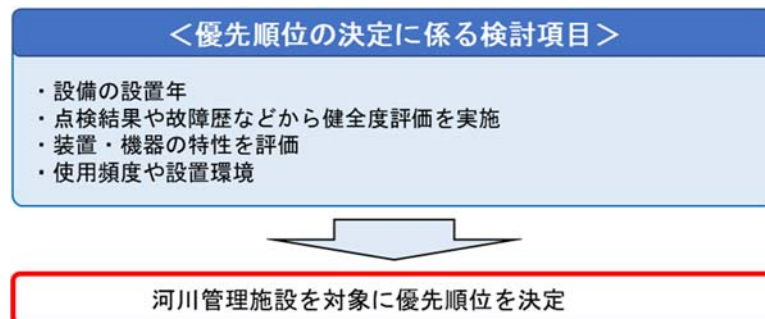 ＜優先順位の決定に係る検討項目＞
・設備の設置年
・点検結果や故障歴などから健全度評価を実施
・装置・機器の特性を評価
・使用頻度や設置環境
河川管理施設を対象に優先順位を決定